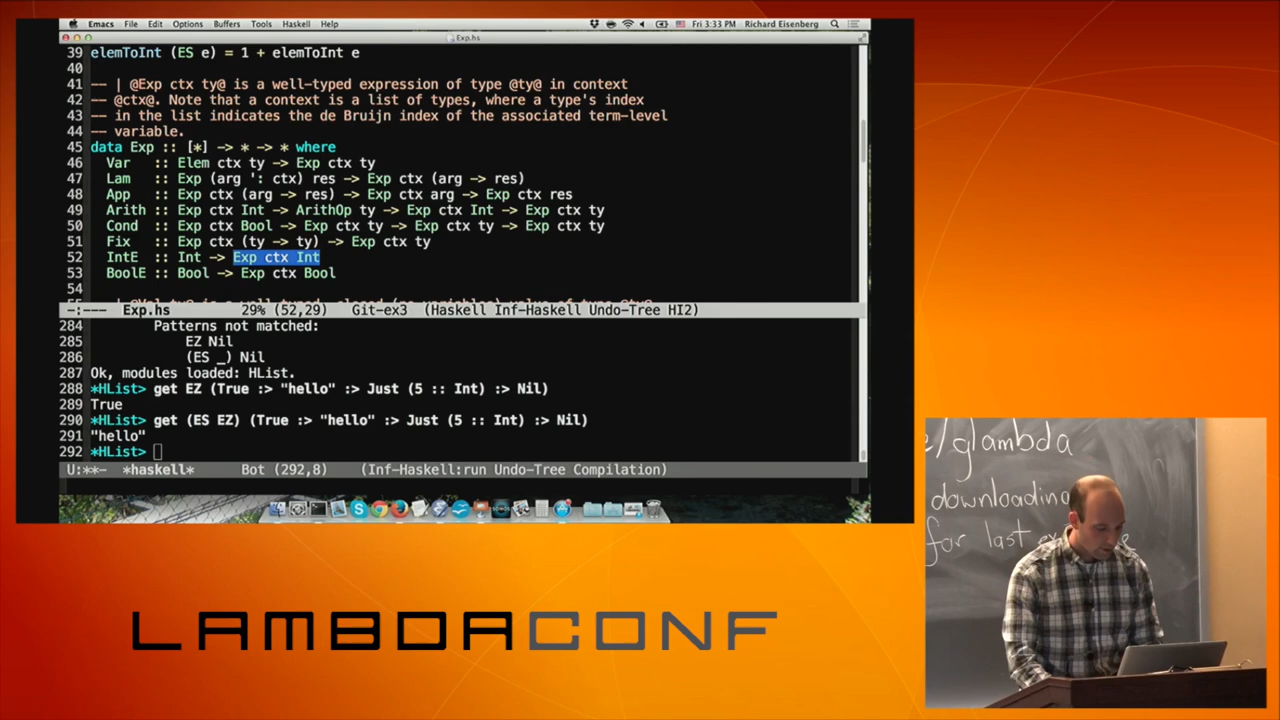 Emacs File Edit Options Buffers Tools Haskell Help Fri 3:33 PM Richard Eisenberg
Exp.hs
39 elemToInt (ES e) = 1 + elemToInt e
40
41 -- | @Exp ctx ty@ is a well-typed expression of type @ty@ in context
42 -- @ctx@. Note that a context is a list of types, where a type's index
43 -- in the list indicates the de Bruijn index of the associated term-level
44 -- variable.
45 data Exp :: [*] -> * -> * where
46 Var :: Elem ctx ty -> Exp ctx ty
47 Lam :: Exp (arg ': ctx) res -> Exp ctx (arg -> res)
48 App :: Exp ctx (arg -> res) -> Exp ctx arg -> Exp ctx res
49 Arith :: Exp ctx Int -> ArithOp ty -> Exp ctx Int -> Exp ctx ty
50 Cond :: Exp ctx Bool -> Exp ctx ty -> Exp ctx ty -> Exp ctx ty
51 Fix :: Exp ctx (ty -> ty) -> Exp ctx ty
52 IntE :: Int -> Exp ctx Int
53 BoolE :: Bool -> Exp ctx Bool
54
-:--- Exp.hs 29% (52,29) Git-ex3 (Haskell Inf-Haskell Undo-Tree HI2)
284 Patterns not matched:
285 EZ Nil
286 (ES _) Nil
287 Ok, modules loaded: HList.
288 *HList> get EZ (True :> "hello" :> Just (5 :: Int) :> Nil)
289 True
290 *HList> get (ES EZ) (True :> "hello" :> Just (5 :: Int) :> Nil)
291 "hello"
292 *HList>
U:**- *haskell* Bot (292,8) (Inf-Haskell:run Undo-Tree Compilation)
e/glambda
downloading
for last
LAMBDACONF